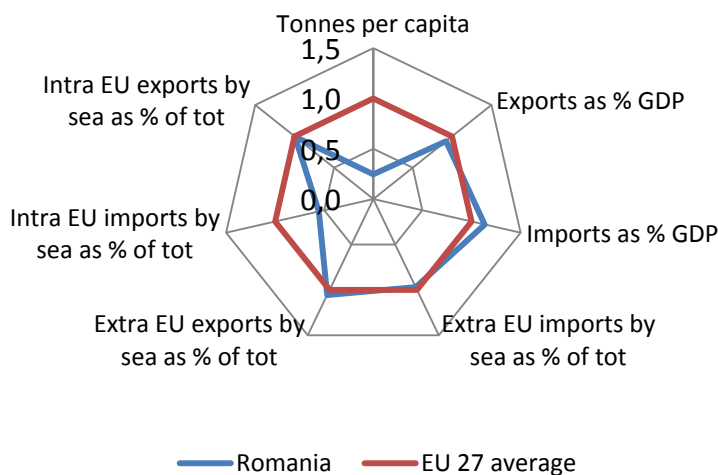 Tonnes per capita
1,5
1,0
0,5
0,0
Exports as % GDP
Imports as % GDP
Extra EU imports by
sea as % of tot
Extra EU exports by
sea as % of tot
Intra EU imports by
sea as % of tot
Intra EU exports by
sea as % of tot
Romania
EU 27 average